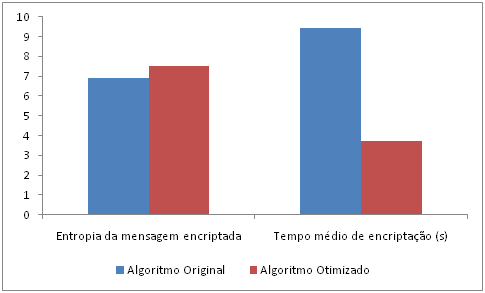 10
9
8
7
6
5
4
3
2
1
0
Entropia da mensagem encriptada
Tempo médio de encriptação (s)
Algoritmo Original
Algoritmo Otimizado